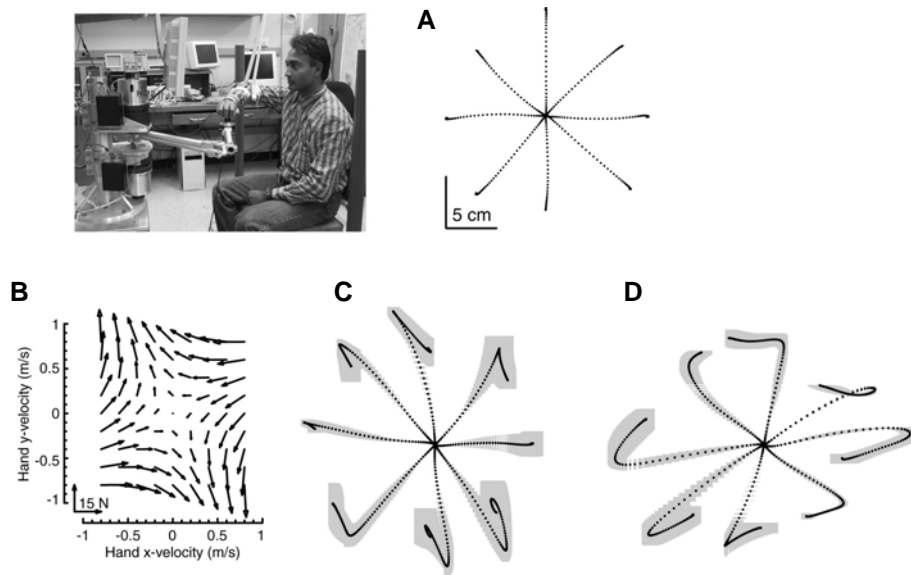 A
5 cm
B
C
D
Hand y-velocity (m/s)
1
0.5
0
-0.5
-1
15 N
-1 -0.5 0 0.5 1
Hand x-velocity (m/s)